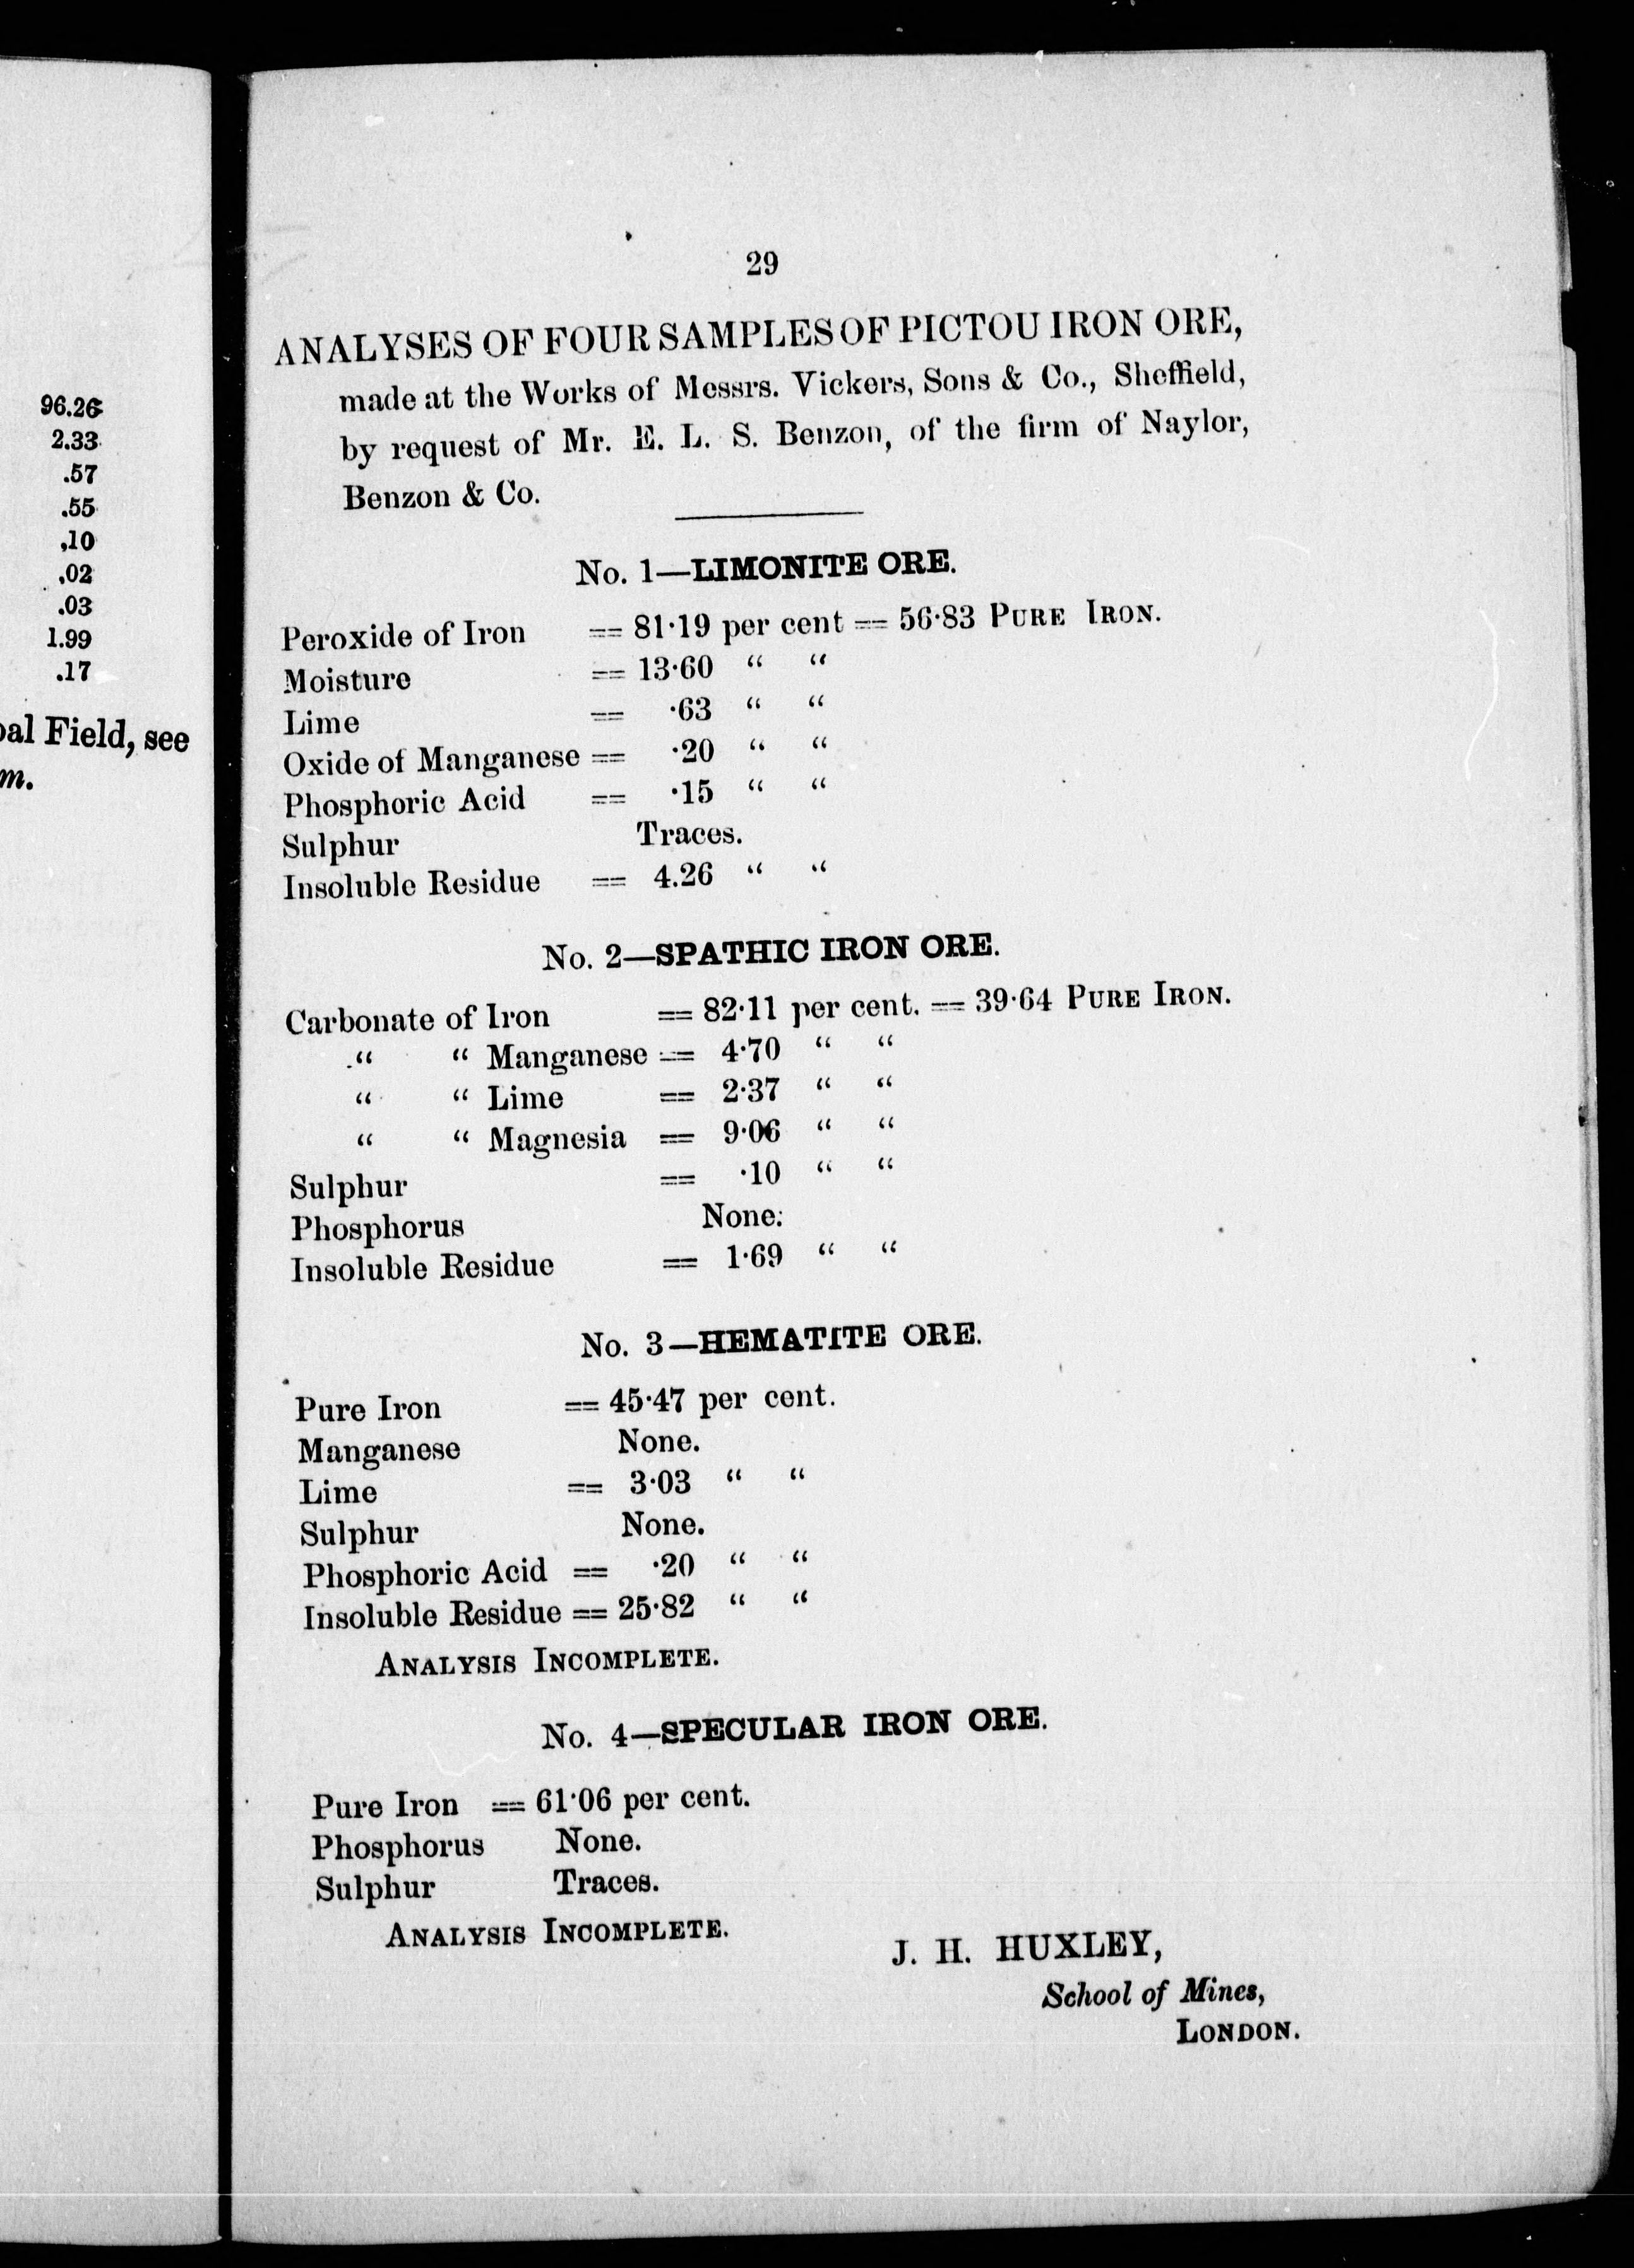 96.26
2.33
.57
.55
.10
.02
.03
1.99
.17
al Field, see
m.
29
ANALYSES OF FOUR SAMPLES OF PICTOU IRON ORE,
made at the Works of Messrs. Vickers, Sons & Co., Sheffield,
by request of Mr. E. L. S. Benzon, of the firm of Naylor,
Benzon & Co.
No. 1—LIMONITE ORE.
Peroxide of Iron == 81·19 per cent == 56·83 PURE IRON.
Moisture == 13·60 “ “
Lime == ·63 “ “
Oxide of Manganese == ·20 “ “
Phosphoric Acid == ·15 “ “
Sulphur Traces.
Insoluble Residue == 4.26 “ “
No. 2—SPATHIC IRON ORE.
Carbonate of Iron == 82·11 per cent. == 39·64 PURE IRON.
“ “ Manganese == 4·70 “ “
“ “ Lime == 2·37 “ “
“ “ Magnesia == 9·06 “ “
Sulphur == ·10 “ “
Phosphorus None.
Insoluble Residue == 1·69 “ “
No. 3—HEMATITE ORE.
Pure Iron == 45·47 per cent.
Manganese None.
Lime == 3·03 “ “
Sulphur None.
Phosphoric Acid == ·20 “ “
Insoluble Residue == 25·82 “ “
ANALYSIS INCOMPLETE.
No. 4—SPECULAR IRON ORE.
Pure Iron == 61·06 per cent.
Phosphorus None.
Sulphur Traces.
ANALYSIS INCOMPLETE.
J. H. HUXLEY,
School of Mines,
LONDON.